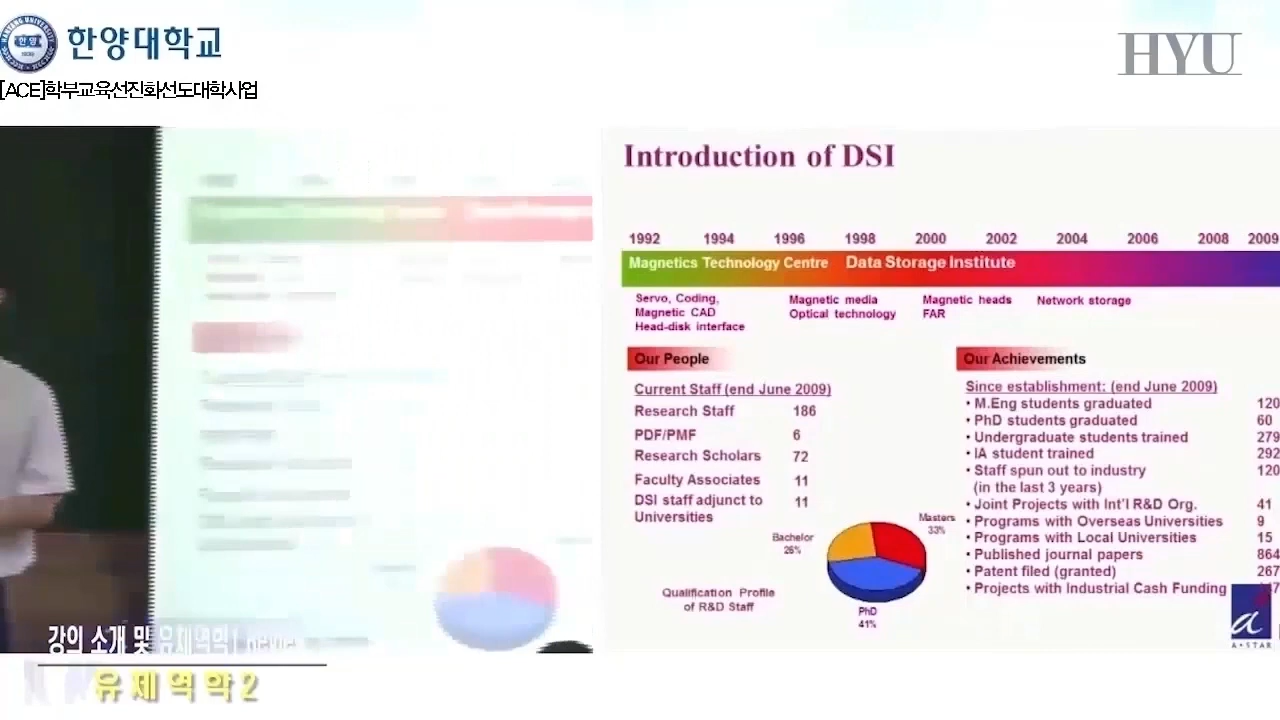 한양대학교
HYU
[ACE]학부교육선진화선도대학사업
Introduction of DSI
1992 1994 1996 1998 2000 2002 2004 2006 2008 2009
Magnetics Technology Centre Data Storage Institute
Servo, Coding,
Magnetic CAD
Head-disk interface
Magnetic media
Optical technology
Magnetic heads
FAR
Network storage
Our People
Current Staff (end June 2009)
Research Staff 186
PDF/PMF 6
Research Scholars 72
Faculty Associates 11
DSI staff adjunct to 11
Universities
Bachelor
26%
Masters
33%
PhD
41%
Qualification Profile
of R&D Staff
Our Achievements
Since establishment: (end June 2009)
• M.Eng students graduated 120
• PhD students graduated 60
• Undergraduate students trained 279
• IA student trained 292
• Staff spun out to industry 120
(in the last 3 years)
• Joint Projects with Int'l R&D Org. 41
• Programs with Overseas Universities 9
• Programs with Local Universities 15
• Published journal papers 864
• Patent filed (granted) 267
• Projects with Industrial Cash Funding
A*STAR
강의 소개 및 유체역학I
유체역학2